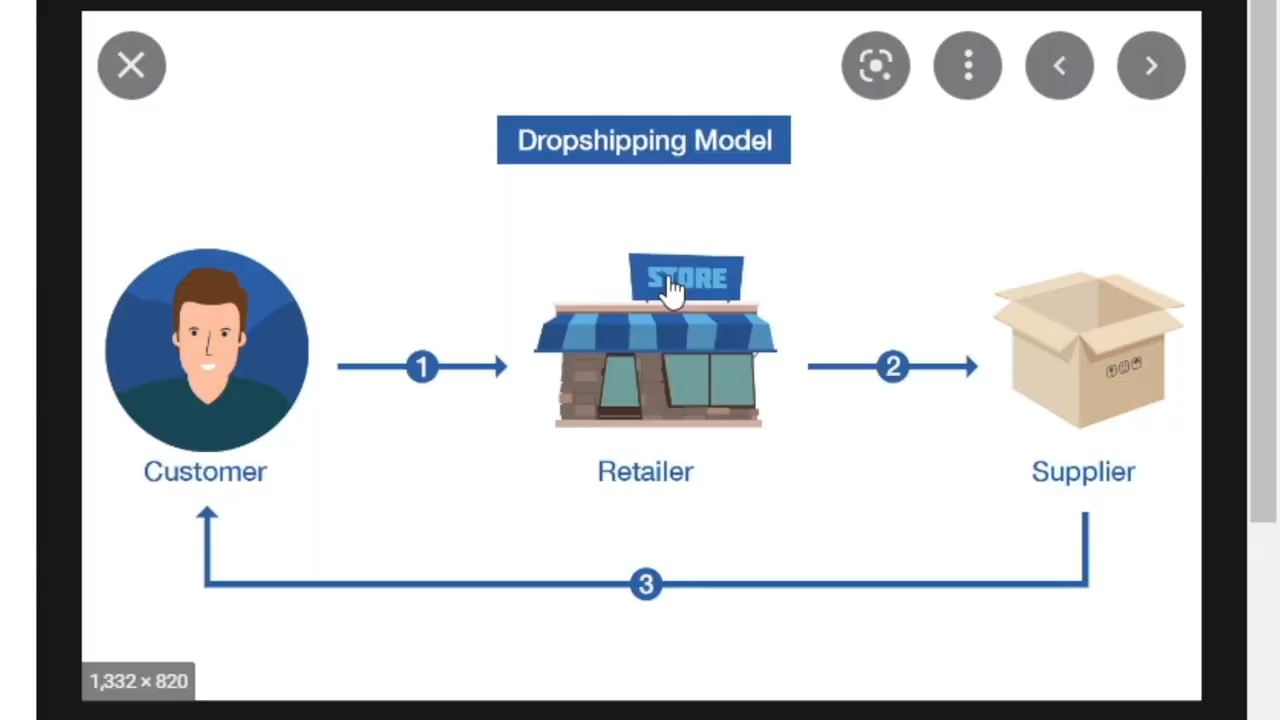 Dropshipping Model
STORE
1
2
Customer
Retailer
Supplier
3
1,332 × 820